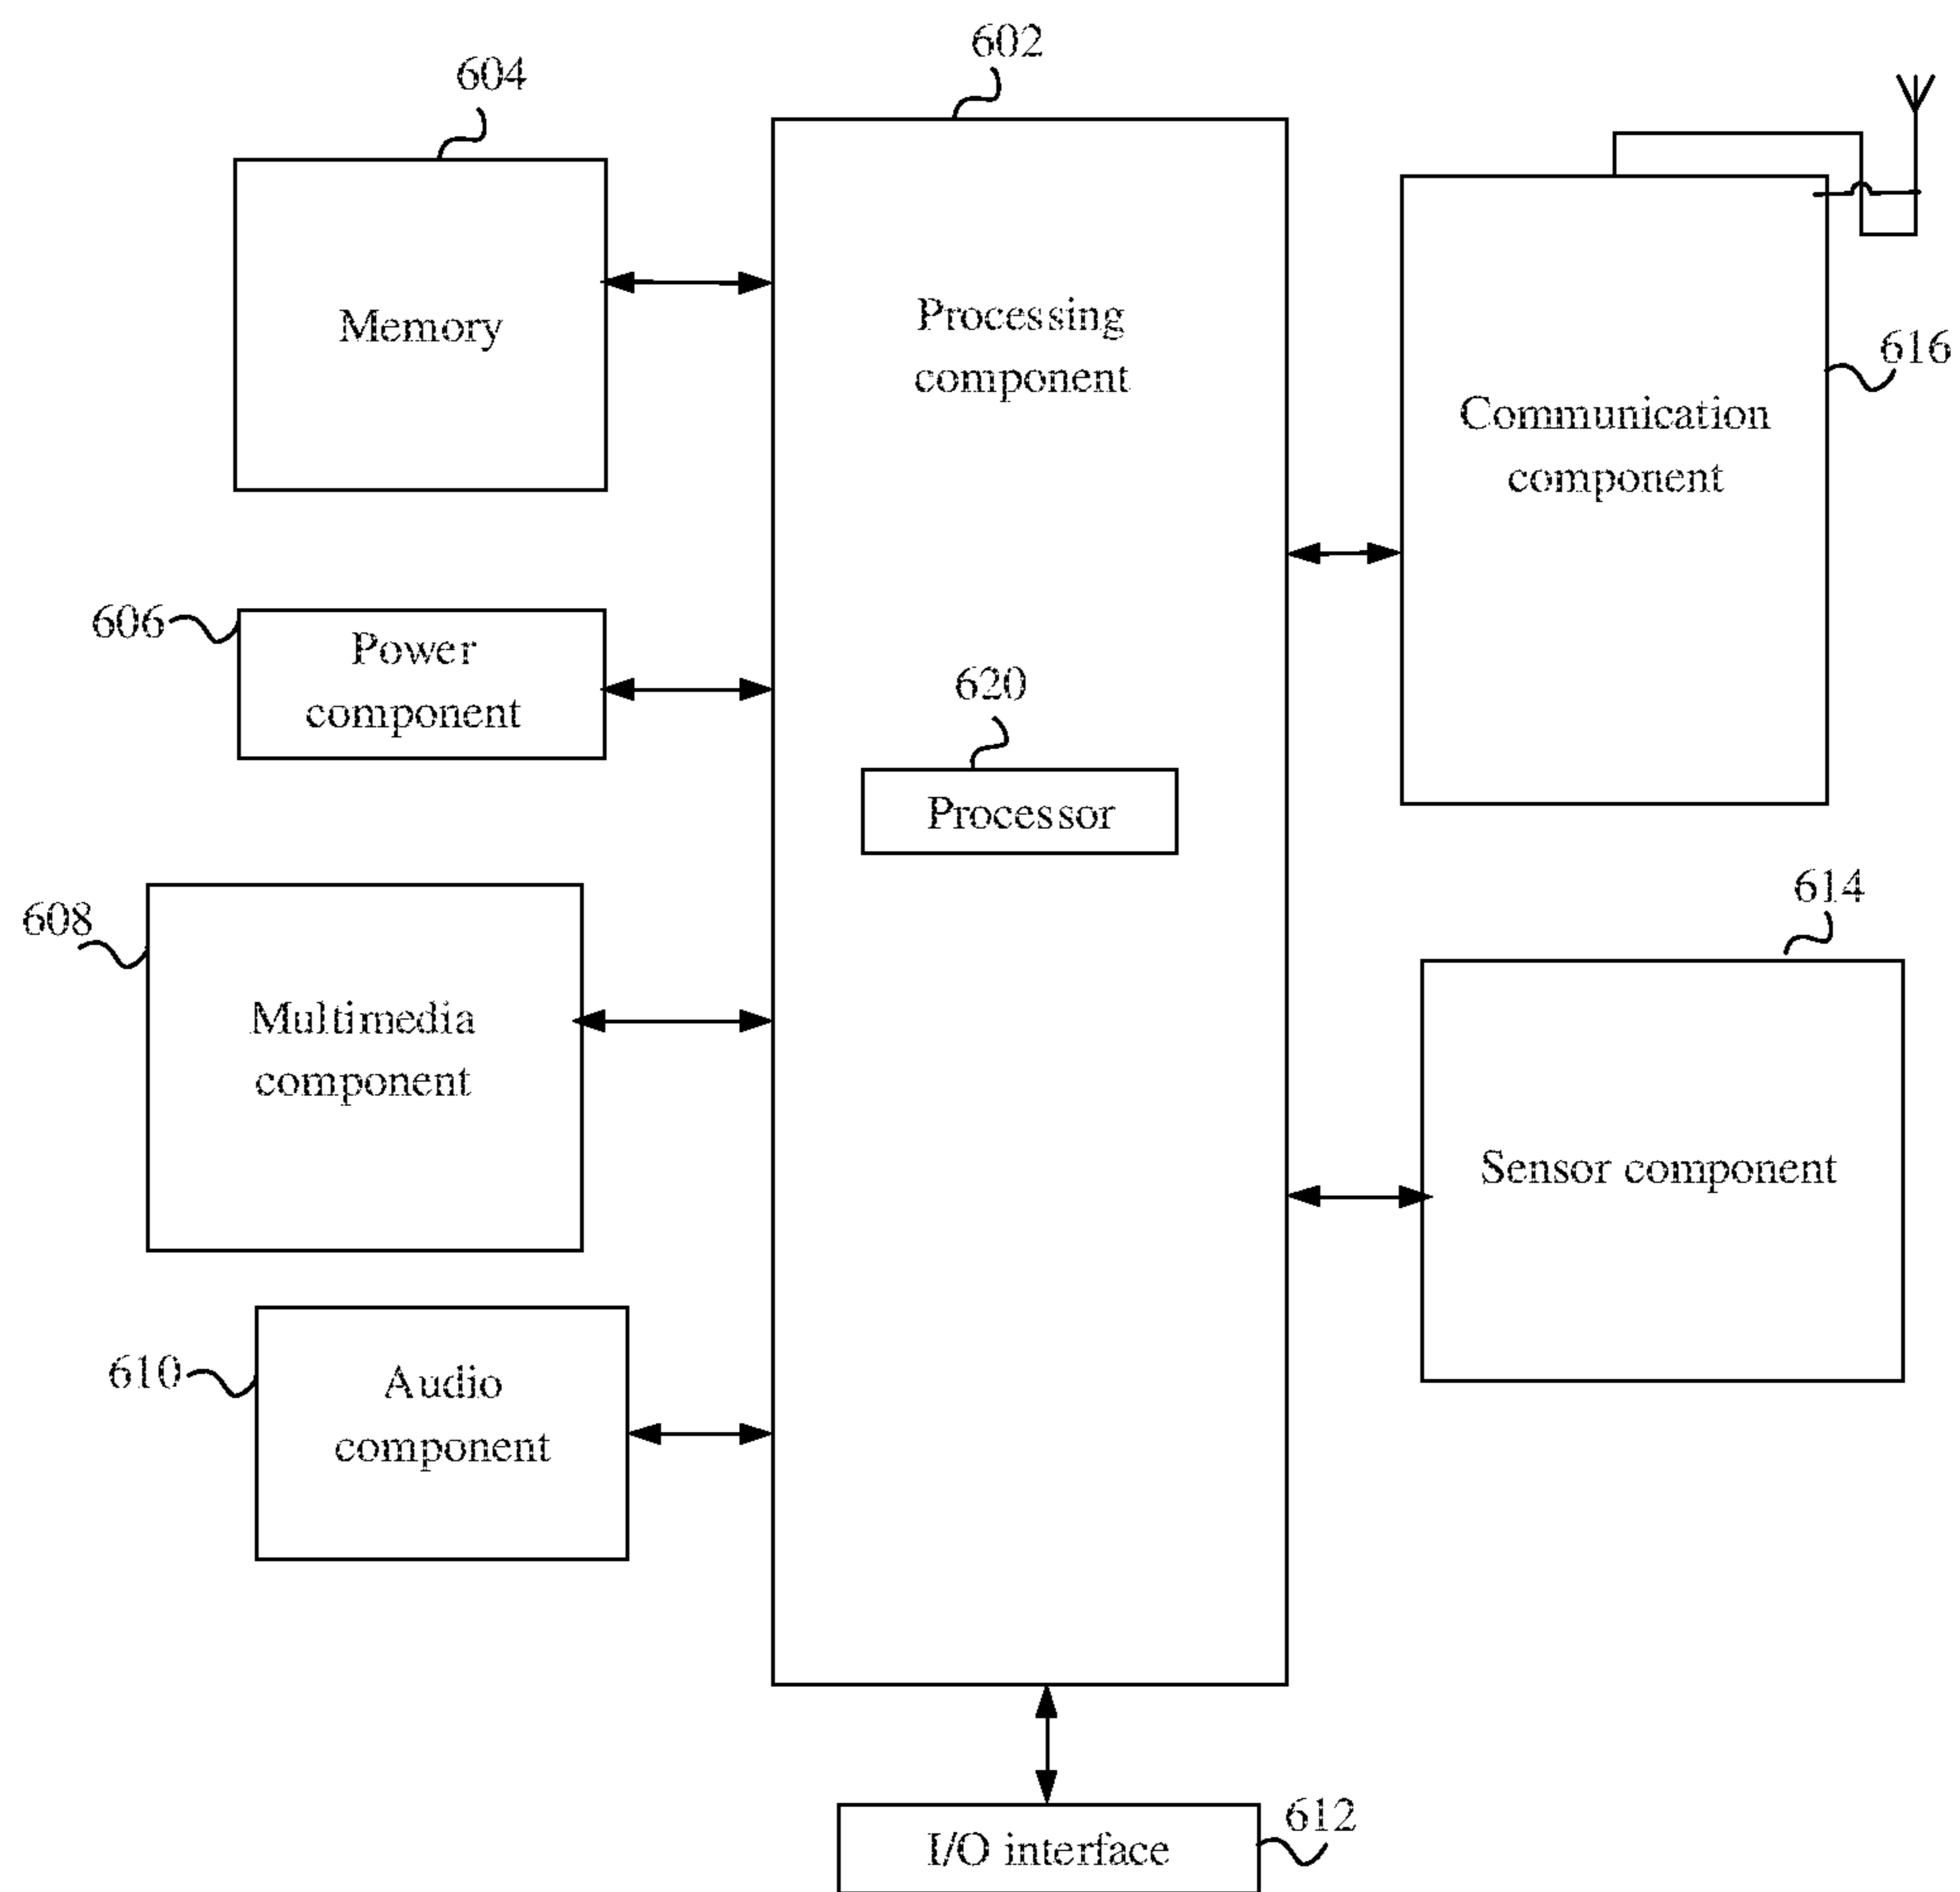 602
604
Memory
Processing
component
616
Communication
component
606
Power
component
620
Processor
608
Multimedia
component
614
Sensor component
610
Audio
component
612
I/O interface